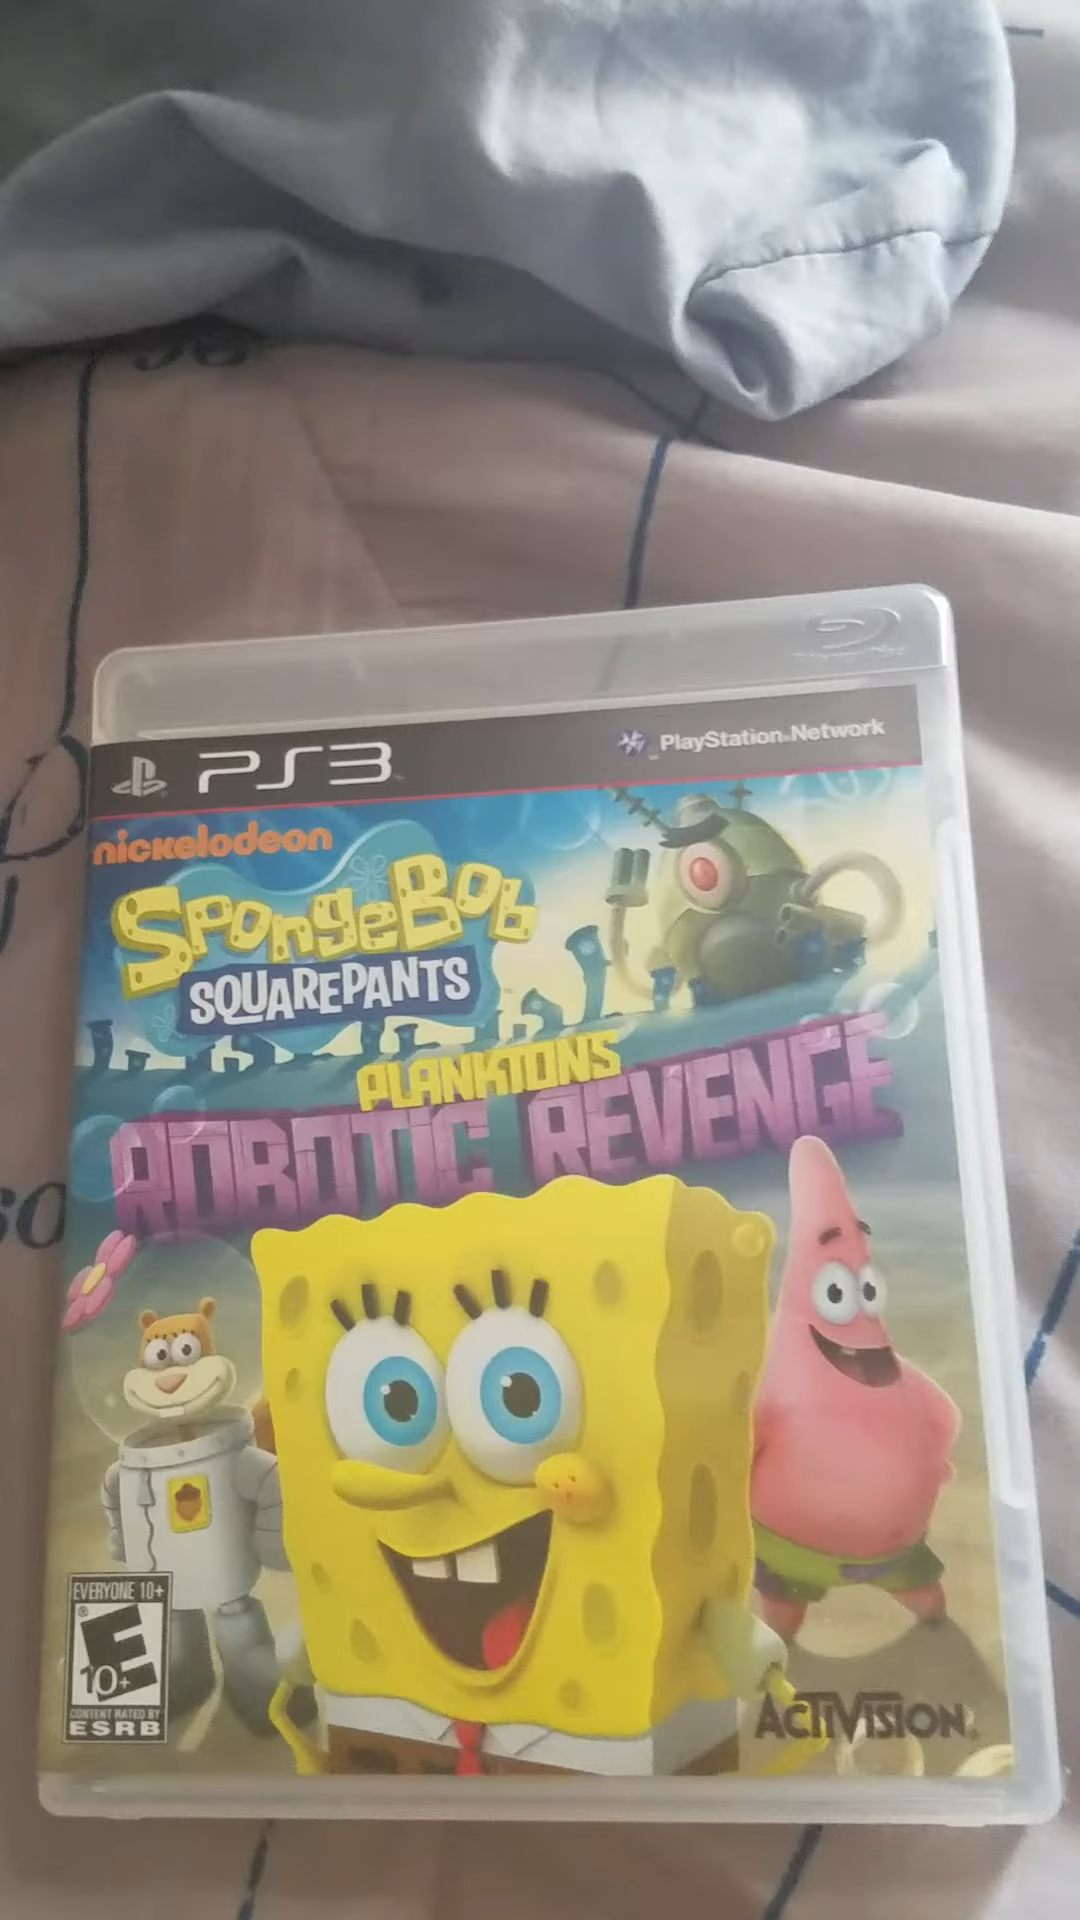 PS3
PlayStation Network
nickelodeon
SPONGEBOB
SQUAREPANTS
PLANKTONS
ROBOTIC REVENGE
EVERYONE 10+
E
10+
CONTENT RATED BY
ESRB
ACTIVISION